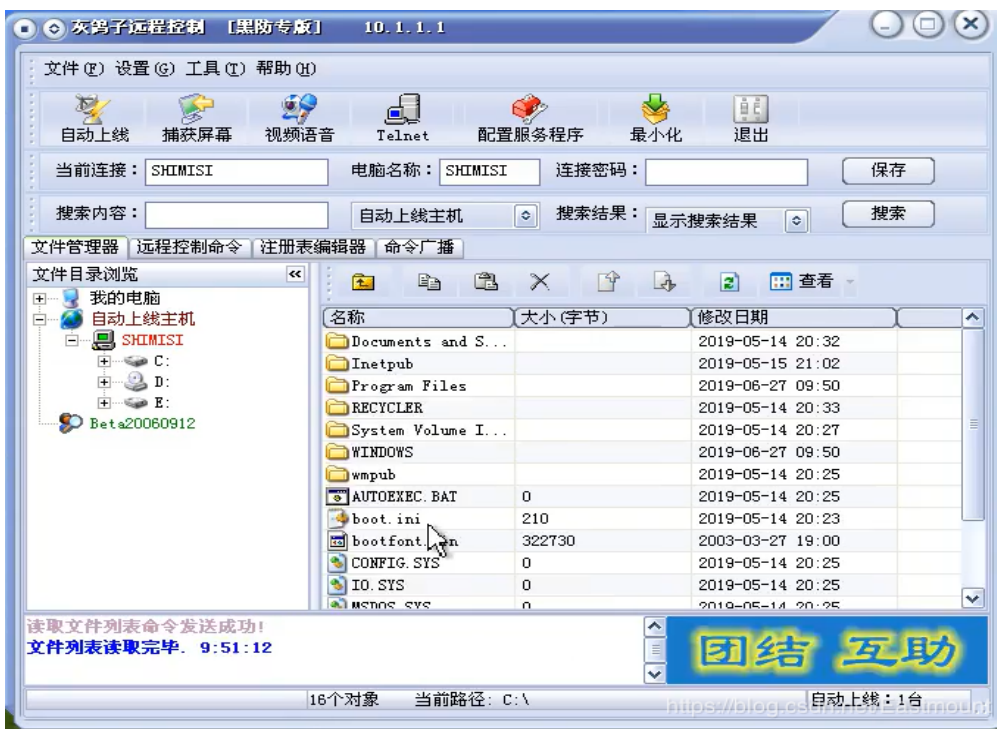 灰鸽子远程控制 [黑防专版] 10.1.1.1
文件(F) 设置(G) 工具(T) 帮助(H)
自动上线 捕获屏幕 视频语音 Telnet 配置服务程序 最小化 退出
当前连接： SHIMISI 电脑名称： SHIMISI 连接密码： 保存
搜索内容： 自动上线主机 搜索结果： 显示搜索结果 搜索
文件管理器 远程控制命令 注册表编辑器 命令广播
文件目录浏览 查看
我的电脑
自动上线主机
SHIMISI
C:
D:
E:
Beta20060912
名称 大小(字节) 修改日期
Documents and S... 2019-05-14 20:32
Inetpub 2019-05-15 21:02
Program Files 2019-06-27 09:50
RECYCLER 2019-05-14 20:33
System Volume I... 2019-05-14 20:27
WINDOWS 2019-06-27 09:50
wmpub 2019-05-14 20:25
AUTOEXEC.BAT 0 2019-05-14 20:25
boot.ini 210 2019-05-14 20:23
322730 2003-03-27 19:00
CONFIG.SYS 0 2019-05-14 20:25
IO.SYS 0 2019-05-14 20:25
MSDOS.SYS 0 2019-05-14 20:25
读取文件列表命令发送成功!
文件列表读取完毕. 9:51:12
团结 互助
16个对象 当前路径: C:\ 自动上线：1台
https://blog.csdn.net/Eastmount